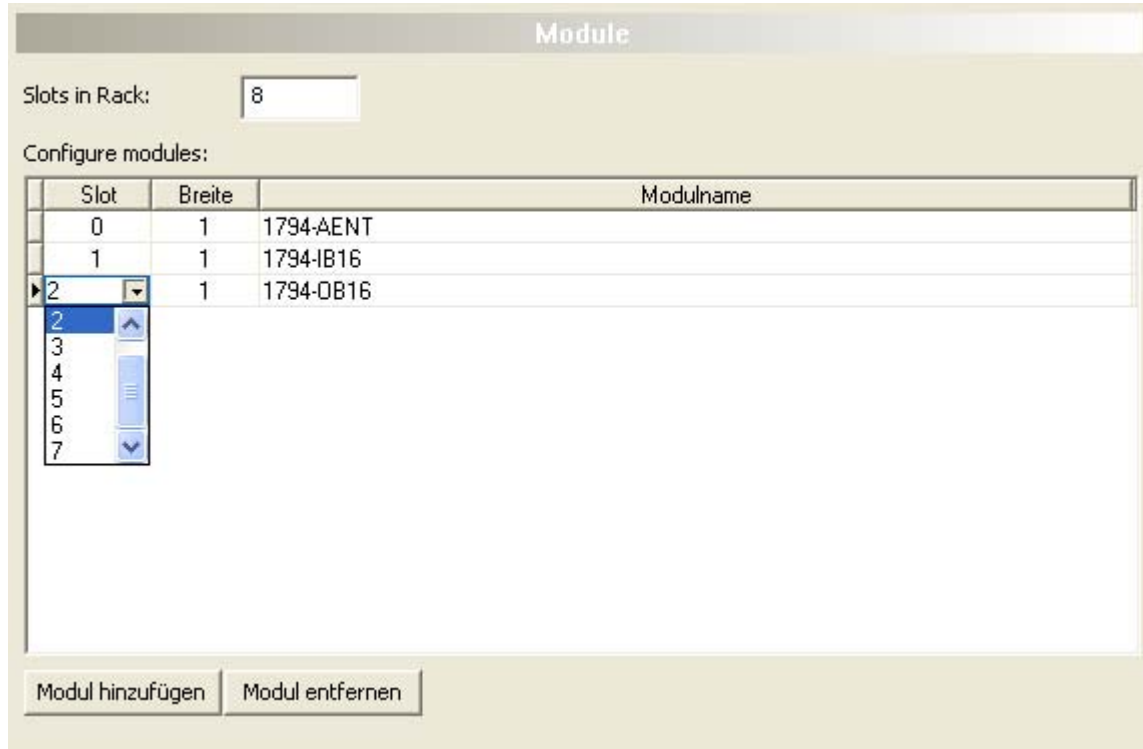 Module
Slots in Rack: 8
Configure modules:
Slot Breite Modulname
0 1 1794-AENT
1 1 1794-IB16
2 1 1794-OB16
2
3
4
5
6
7
Modul hinzufügen Modul entfernen